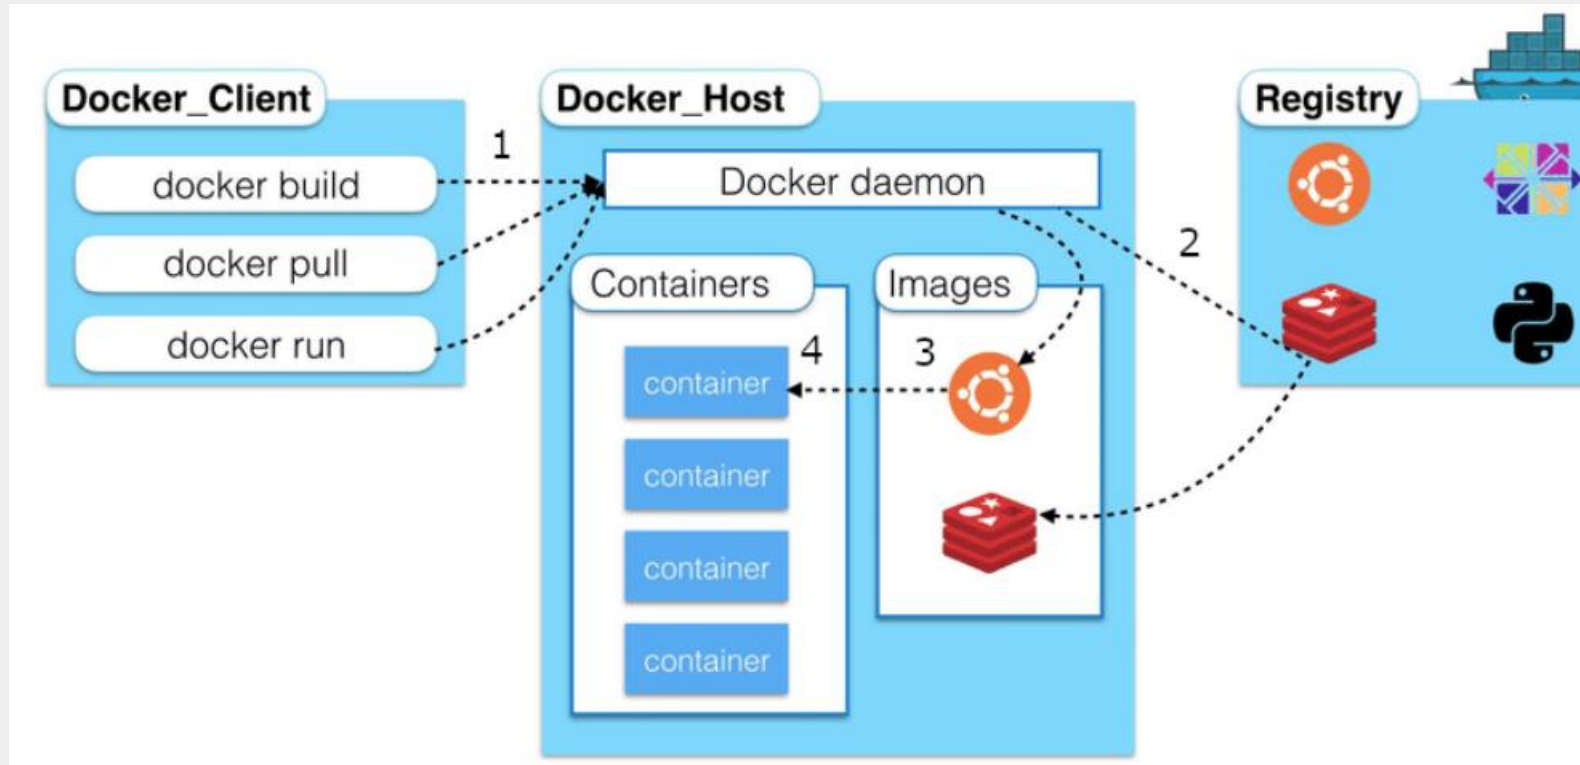 Docker_Client
docker build
docker pull
docker run
1
Docker_Host
Docker daemon
Containers
container
container
container
container
4
Images
3
2
Registry